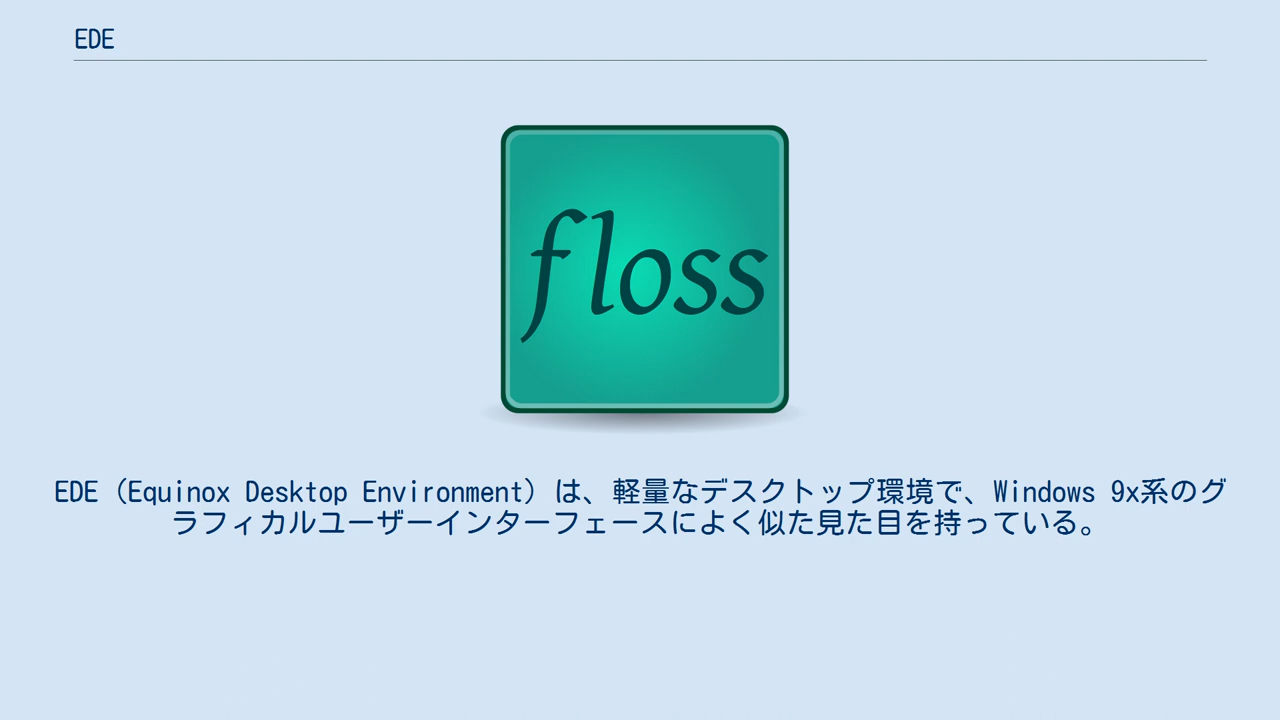 EDE
floss
EDE（Equinox Desktop Environment）は、軽量なデスクトップ環境で、Windows 9x系のグ
ラフィカルユーザーインターフェースによく似た見た目を持っている。